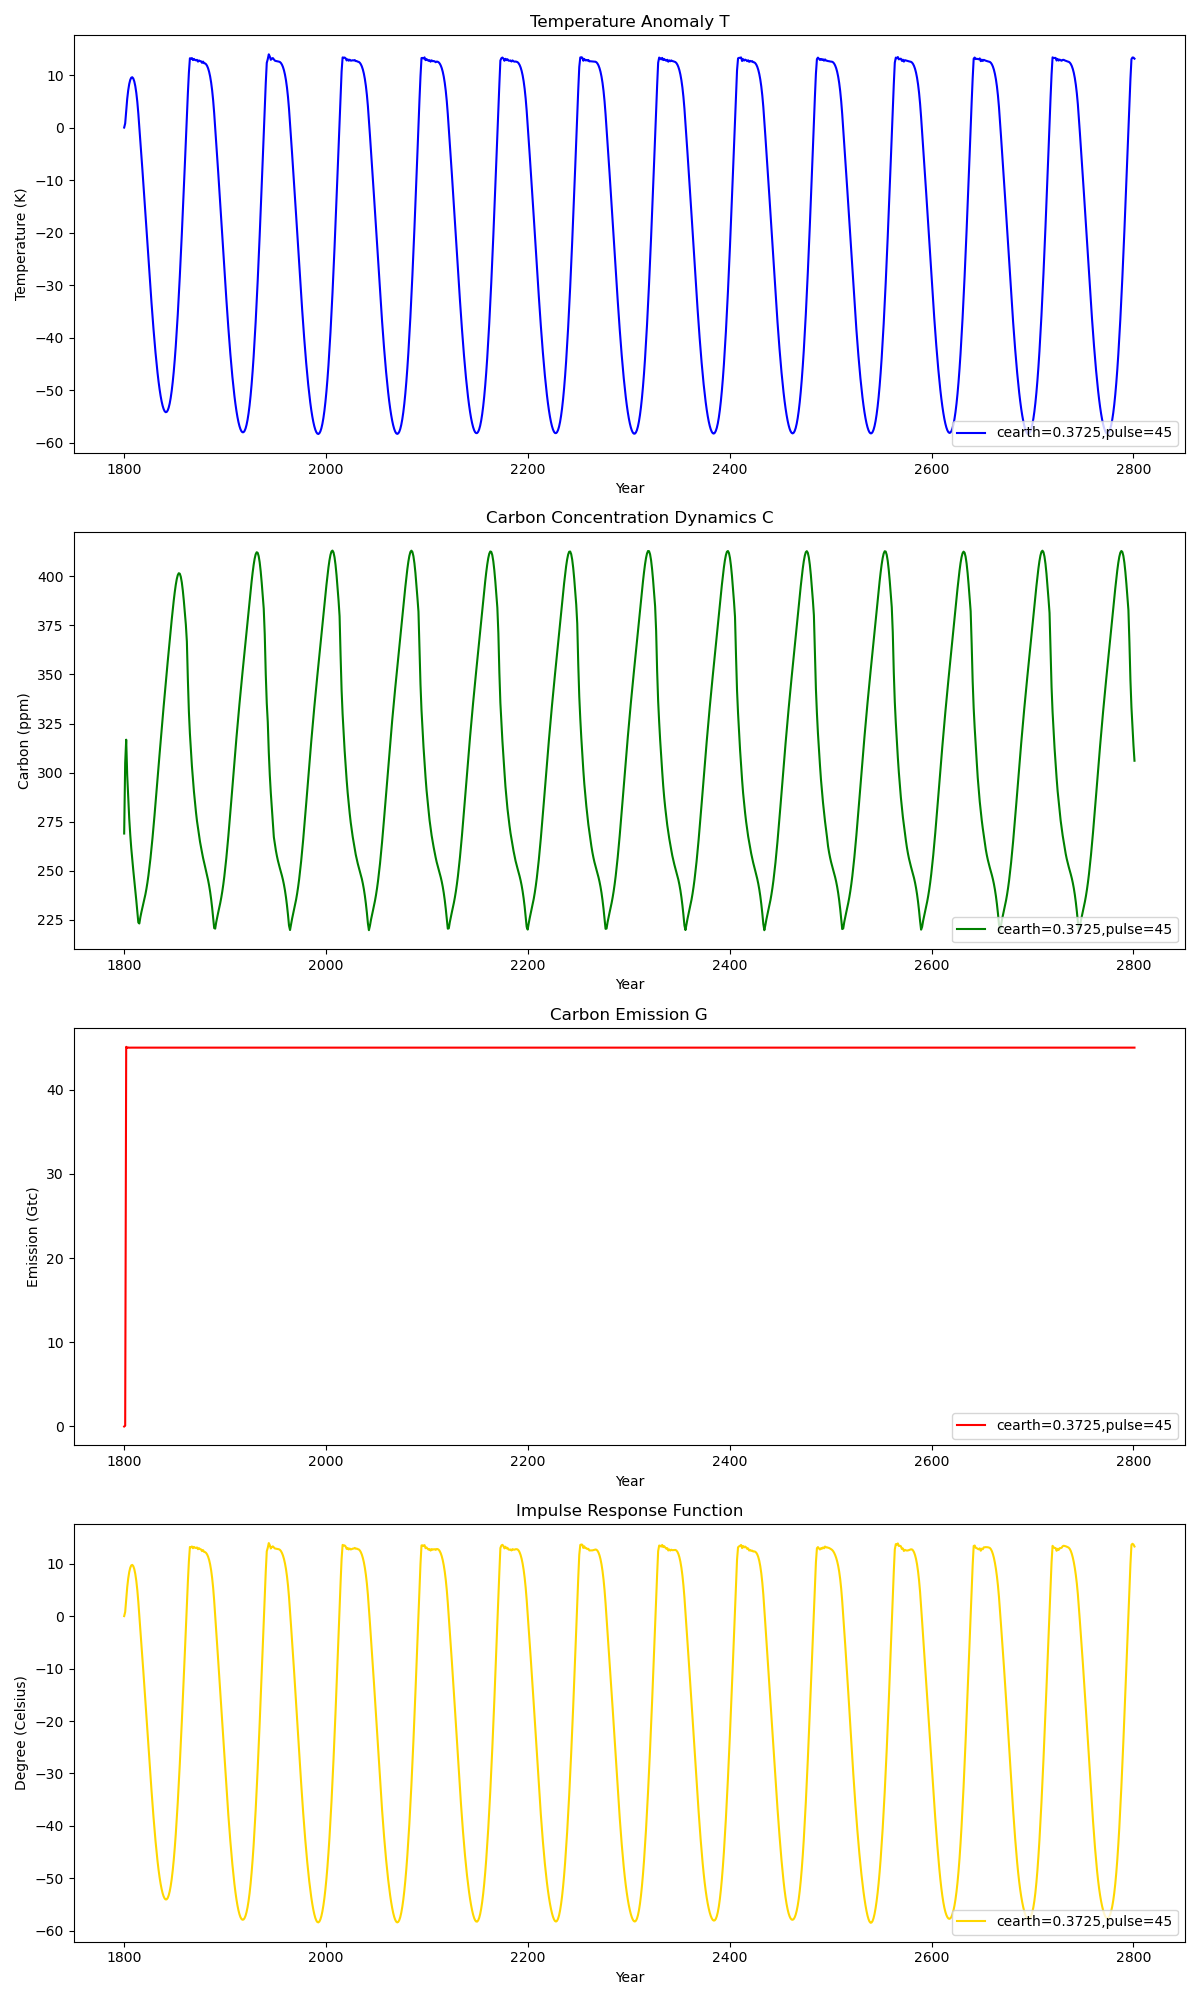 Temperature Anomaly T
10
0
−10
−20
−30
−40
−50
−60
Temperature (K)
cearth=0.3725,pulse=45
1800 2000 2200 2400 2600 2800
Year
Carbon Concentration Dynamics C
400
375
350
325
300
275
250
225
Carbon (ppm)
cearth=0.3725,pulse=45
1800 2000 2200 2400 2600 2800
Year
Carbon Emission G
40
30
20
10
0
Emission (Gtc)
cearth=0.3725,pulse=45
1800 2000 2200 2400 2600 2800
Year
Impulse Response Function
10
0
−10
−20
−30
−40
−50
−60
Degree (Celsius)
cearth=0.3725,pulse=45
1800 2000 2200 2400 2600 2800
Year